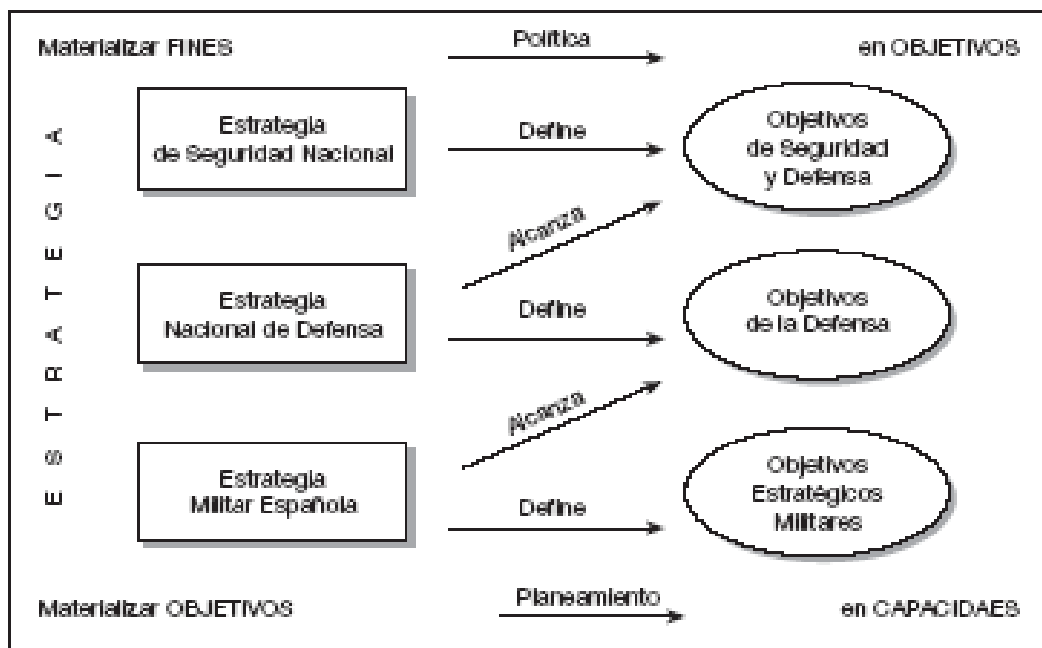 Materializar FINES
Política
en OBJETIVOS
ESTRATEGIA
Estrategia
de Seguridad Nacional
Define
Objetivos
de Seguridad
y Defensa
Alcanza
Estrategia
Nacional de Defensa
Define
Objetivos
de la Defensa
Alcanza
Estrategia
Militar Española
Define
Objetivos
Estratégicos
Militares
Materializar OBJETIVOS
Planeamiento
en CAPACIDAES